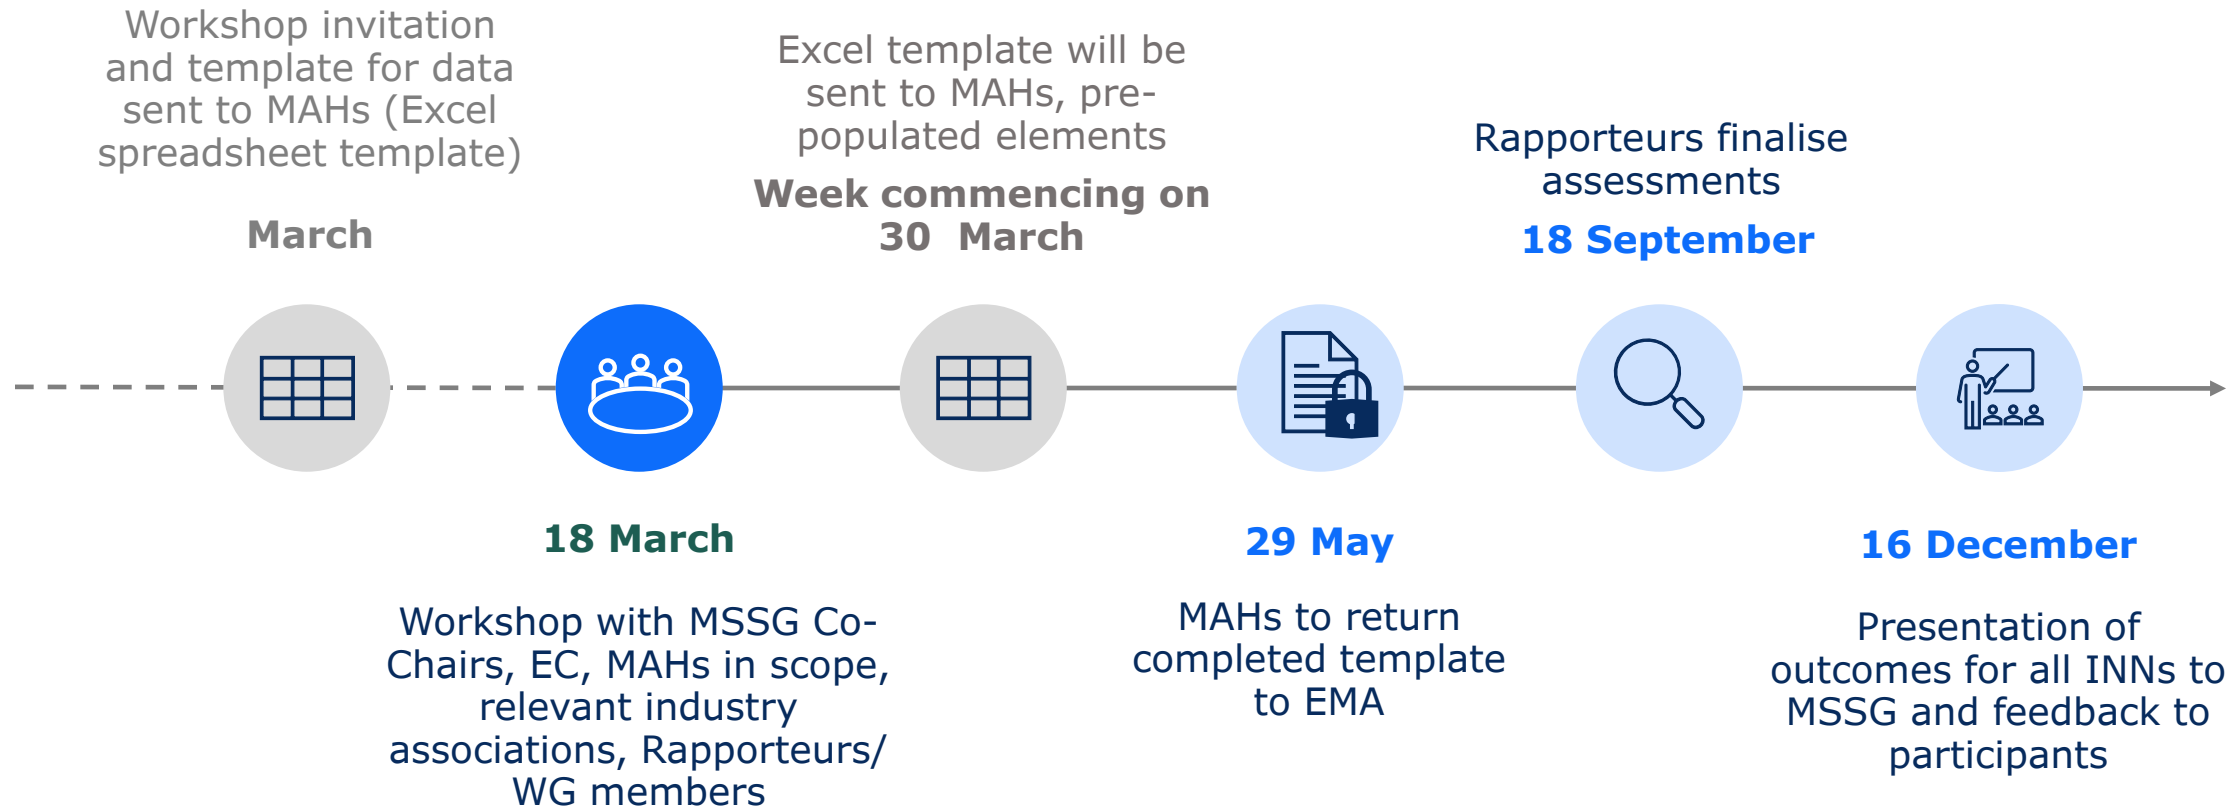 Workshop invitation
and template for data
sent to MAHs (Excel
spreadsheet template)
March
18 March
Workshop with MSSG Co-
Chairs, EC, MAHs in scope,
relevant industry
associations, Rapporteurs/
WG members
Excel template will be
sent to MAHs, pre-
populated elements
Week commencing on
30 March
29 May
MAHs to return
completed template
to EMA
Rapporteurs finalise
assessments
18 September
16 December
Presentation of
outcomes for all INNs to
MSSG and feedback to
participants